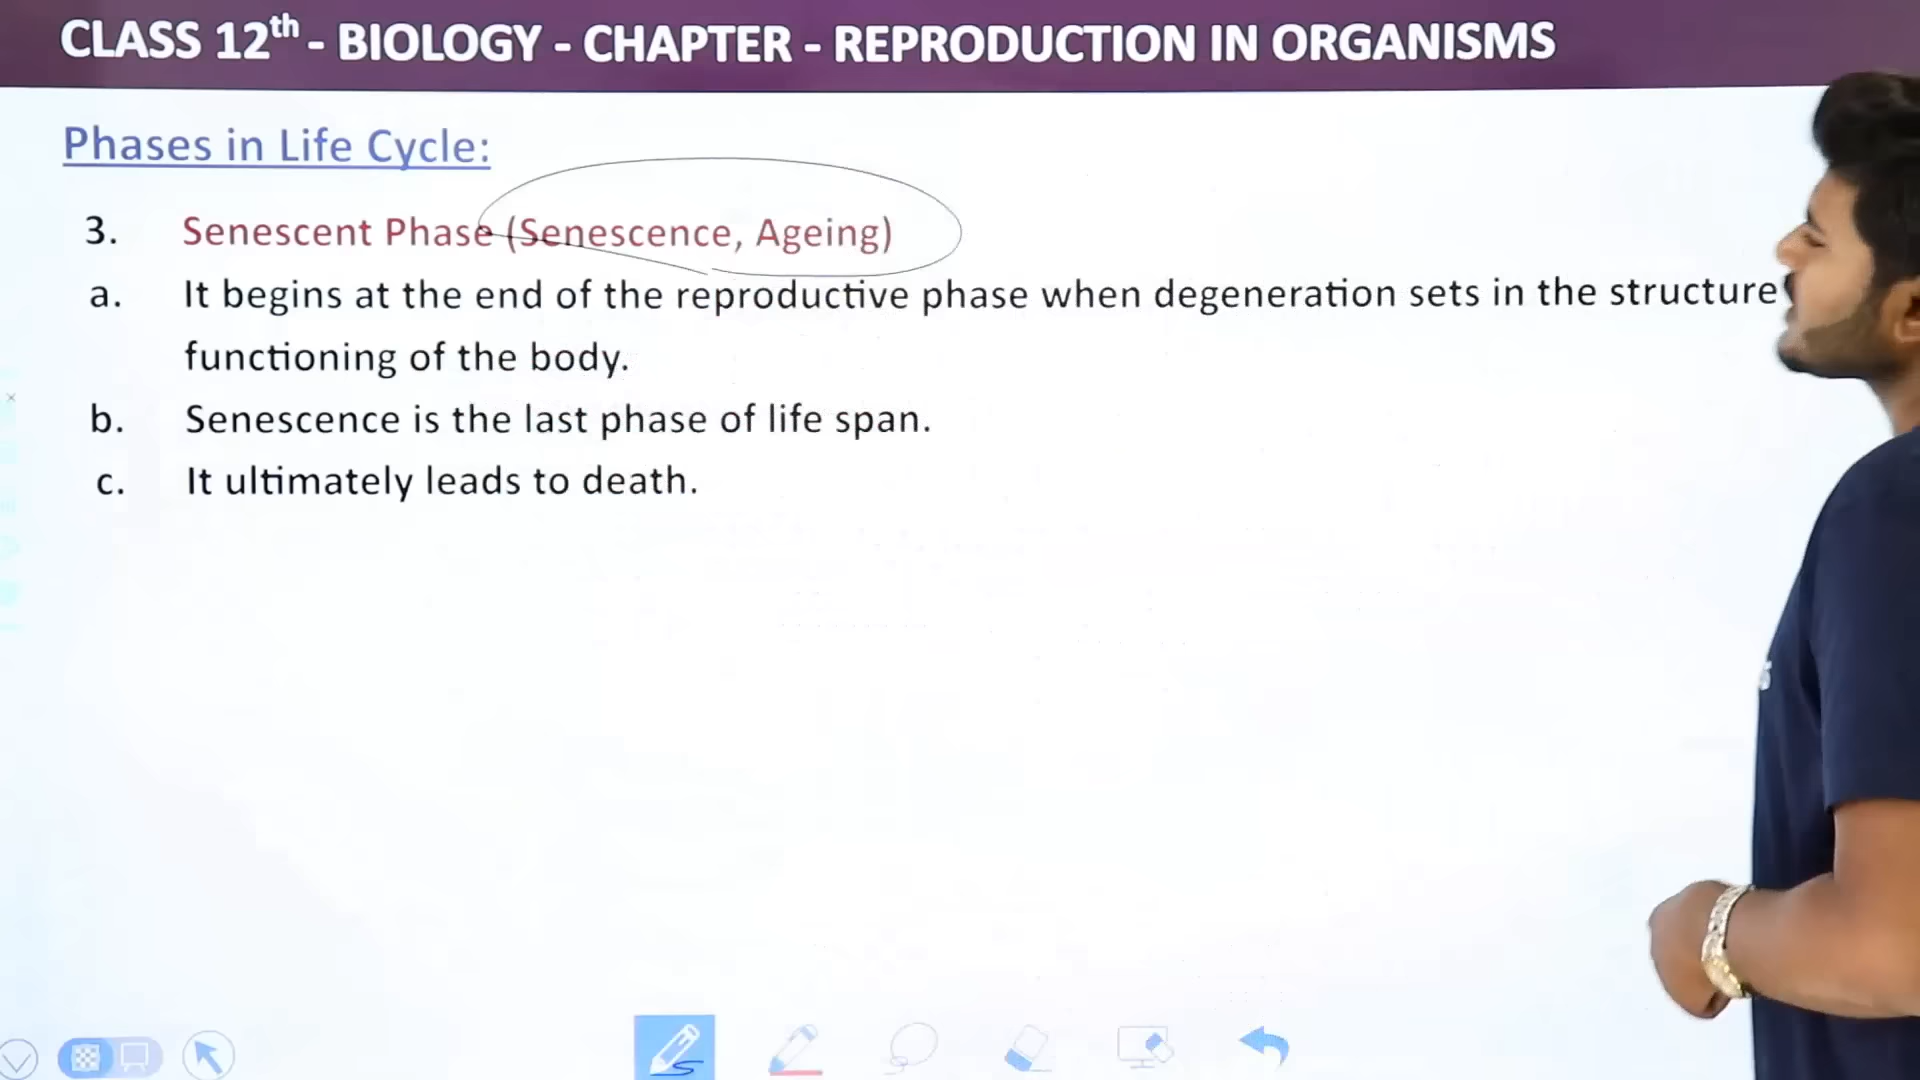 CLASS 12th - BIOLOGY - CHAPTER - REPRODUCTION IN ORGANISMS
Phases in Life Cycle:
3. Senescent Phase (Senescence, Ageing)
a. It begins at the end of the reproductive phase when degeneration sets in the structure
functioning of the body.
b. Senescence is the last phase of life span.
c. It ultimately leads to death.